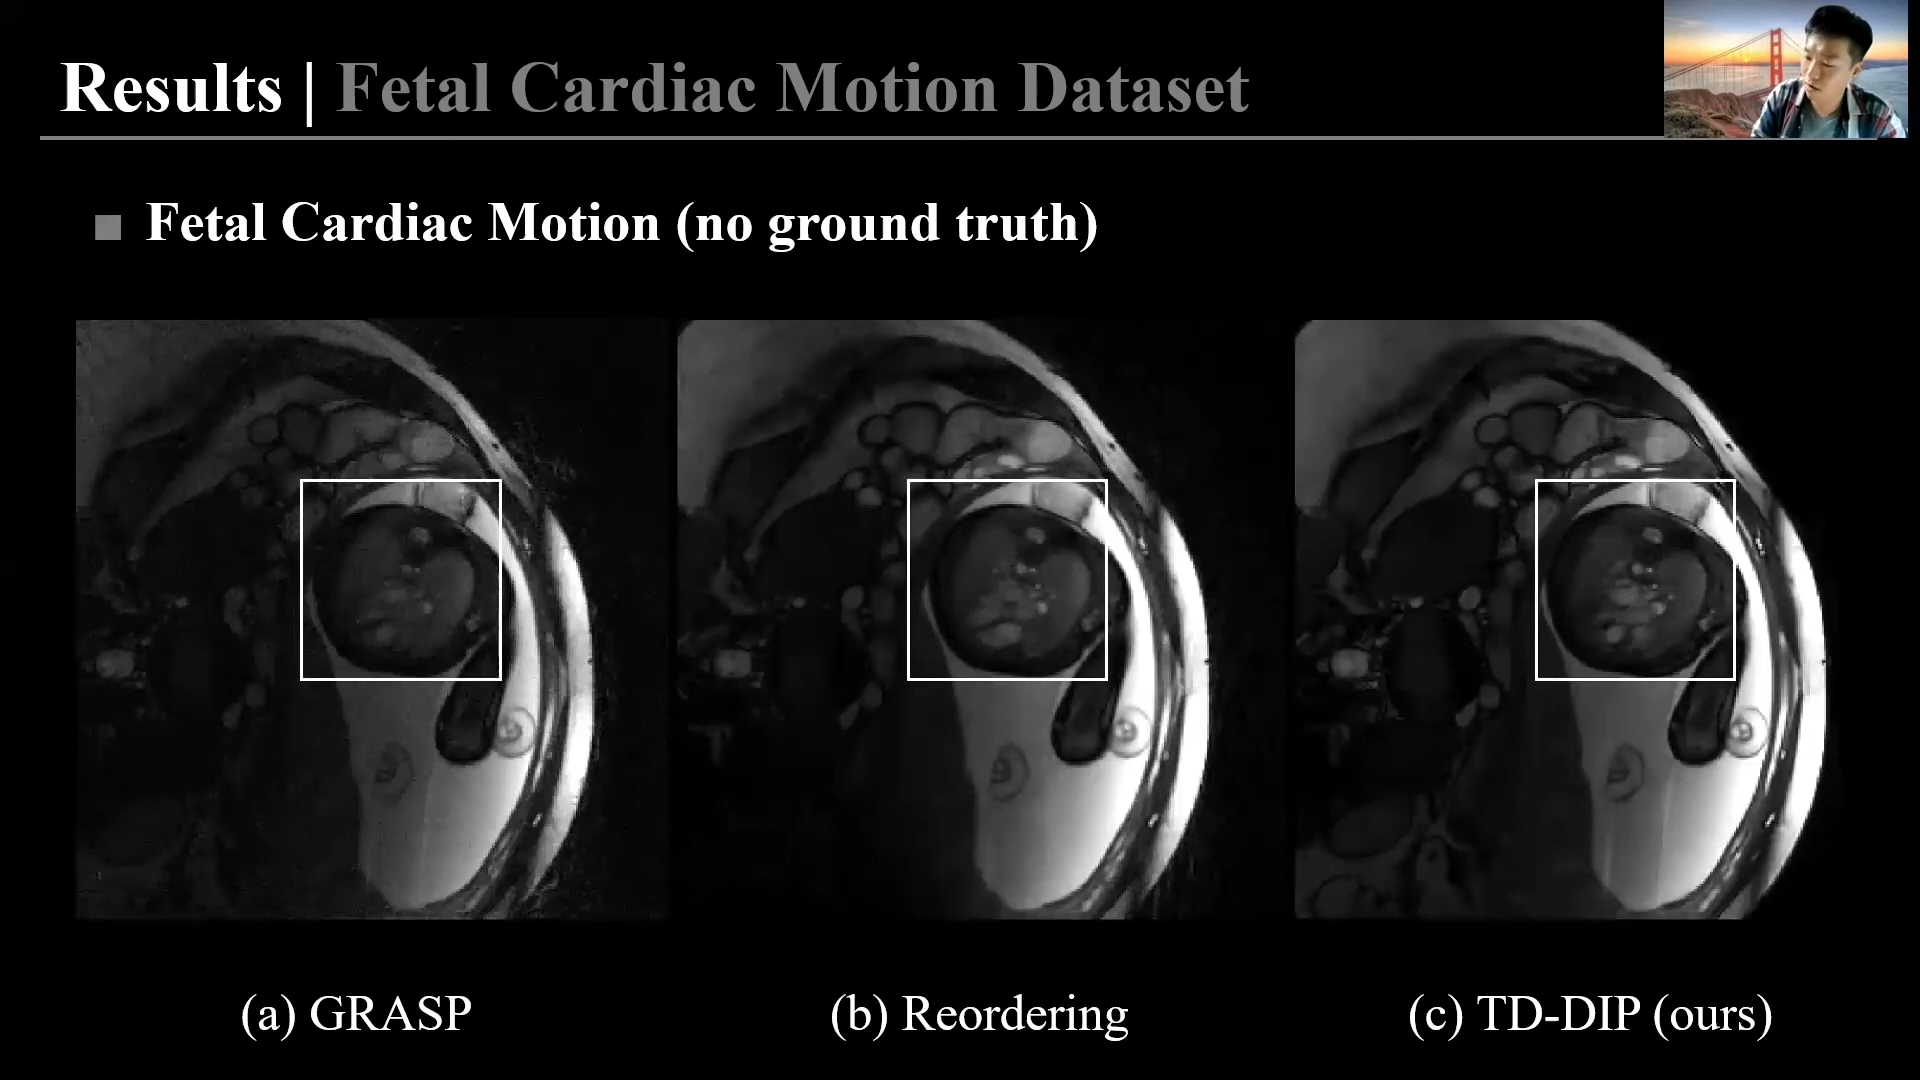 Results | Fetal Cardiac Motion Dataset
Fetal Cardiac Motion (no ground truth)
(a) GRASP
(b) Reordering
(c) TD-DIP (ours)